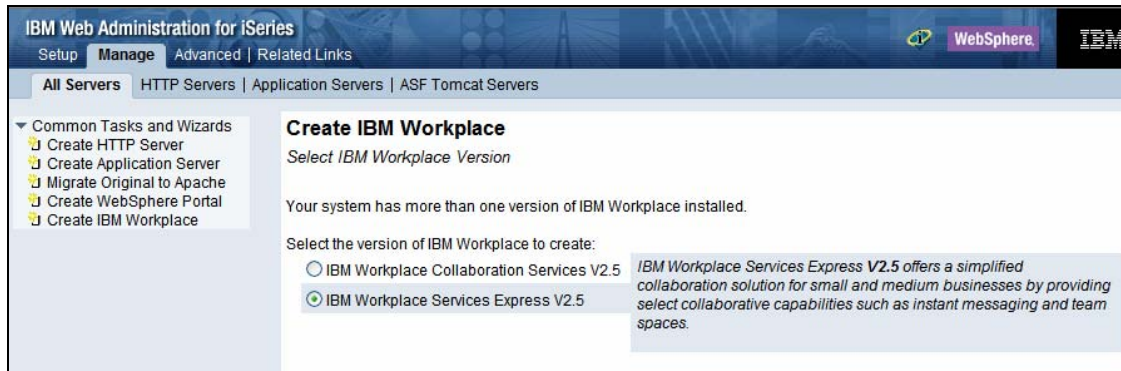 IBM Web Administration for iSeries
Setup Manage Advanced | Related Links
WebSphere.
IBM
All Servers HTTP Servers | Application Servers | ASF Tomcat Servers
Common Tasks and Wizards
Create HTTP Server
Create Application Server
Migrate Original to Apache
Create WebSphere Portal
Create IBM Workplace
Create IBM Workplace
Select IBM Workplace Version
Your system has more than one version of IBM Workplace installed.
Select the version of IBM Workplace to create:
IBM Workplace Collaboration Services V2.5
IBM Workplace Services Express V2.5
IBM Workplace Services Express V2.5 offers a simplified
collaboration solution for small and medium businesses by providing
select collaborative capabilities such as instant messaging and team
spaces.